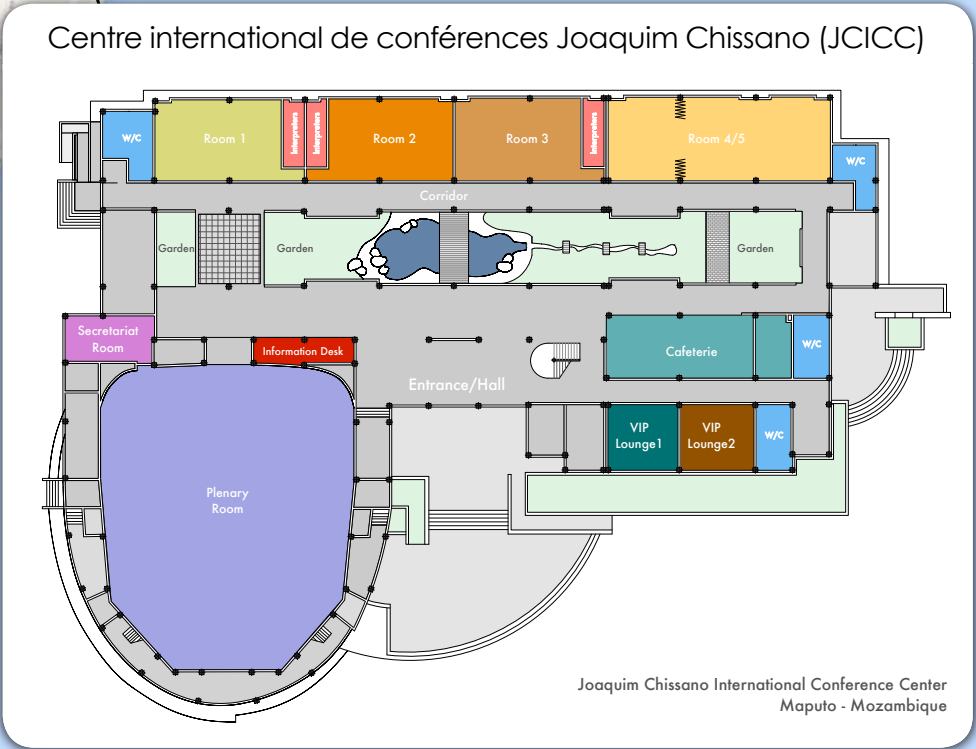 Centre international de conférences Joaquim Chissano (JCICC)
W/C
Room 1
Interpreters
Interpreters
Room 2
Room 3
Interpreters
Room 4/5
W/C
Corridor
Garden
Garden
Garden
Secretariat
Room
Information Desk
Cafeterie
W/C
Entrance/Hall
VIP
Lounge1
VIP
Lounge2
W/C
Plenary
Room
Joaquim Chissano International Conference Center
Maputo - Mozambique